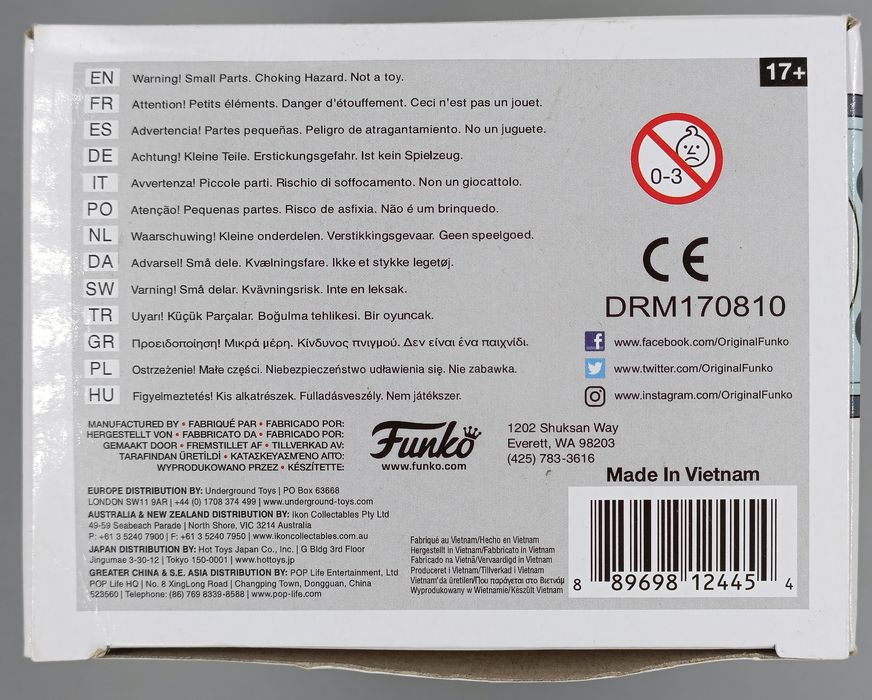 17+
EN Warning! Small Parts. Choking Hazard. Not a toy.
FR Attention! Petits éléments. Danger d'étouffement. Ceci n'est pas un jouet.
ES Advertencia! Partes pequeñas. Peligro de atragantamiento. No un juguete.
DE Achtung! Kleine Teile. Erstickungsgefahr. Ist kein Spielzeug.
IT Avvertenza! Piccole parti. Rischio di soffocamento. Non un giocattolo.
PO Atenção! Pequenas partes. Risco de asfixia. Não é um brinquedo.
NL Waarschuwing! Kleine onderdelen. Verstikkingsgevaar. Geen speelgoed.
DA Advarsel! Små dele. Kvælningsfare. Ikke et stykke legetøj.
SW Varning! Små delar. Kvävningsrisk. Inte en leksak.
TR Uyarı! Küçük Parçalar. Boğulma tehlikesi. Bir oyuncak.
GR Προειδοποίηση! Μικρά μέρη. Κίνδυνος πνιγμού. Δεν είναι ένα παιχνίδι.
PL Ostrzeżenie! Małe części. Niebezpieczeństwo udławienia się. Nie zabawka.
HU Figyelmeztetés! Kis alkatrészek. Fulladásveszély. Nem játékszer.
0-3
CE
DRM170810
www.facebook.com/OriginalFunko
www.twitter.com/OriginalFunko
www.instagram.com/OriginalFunko
MANUFACTURED BY • FABRIQUÉ PAR • FABRICADO POR:
HERGESTELLT VON • FABBRICATO DA • FABRICADO POR:
GEMAAKT DOOR • FREMSTILLET AF • TILLVERKAD AV:
TARAFINDAN ÜRETİLDİ • ΚΑΤΑΣΚΕΥΑΣΜΈΝΟ ΑΠΌ:
WYPRODUKOWANO PRZEZ • KÉSZÍTETTE:
Funko
www.funko.com
1202 Shuksan Way
Everett, WA 98203
(425) 783-3616
EUROPE DISTRIBUTION BY: Underground Toys | PO Box 63668
LONDON SW11 9AR | +44 (0) 1708 374 499 | www.underground-toys.com
AUSTRALIA & NEW ZEALAND DISTRIBUTION BY: Ikon Collectables Pty Ltd
49-59 Seabeach Parade | North Shore, VIC 3214 Australia
P: +61 3 5240 7900 | F: +61 3 5240 7950 | www.ikoncollectables.com.au
JAPAN DISTRIBUTION BY: Hot Toys Japan Co., Inc. | G Bldg 3rd Floor
Jingumae 3-30-12 | Tokyo 150-0001 | www.hottoys.jp
GREATER CHINA & S.E. ASIA DISTRIBUTION BY: POP Life Entertainment, Ltd
POP Life HQ | No. 8 XingLong Road | Changping Town, Dongguan, China
523560 | Telephone: (86) 769 8339-8588 | www.pop-life.com
Fabriqué au Vietnam/Hecho en Vietnam
Hergestellt in Vietnam/Fabbricato in Vietnam
Fabricado na Vietnã/Vervaardigd in Vietnam
Produceret i Vietnam/Tillverkad i Vietnam
Vietnam'da üretilen/Που παράγεται στο Βιετνάμ
Wyprodukowany w Wietnamie/Készült Vietnam
Made In Vietnam
8 89698 12445 4